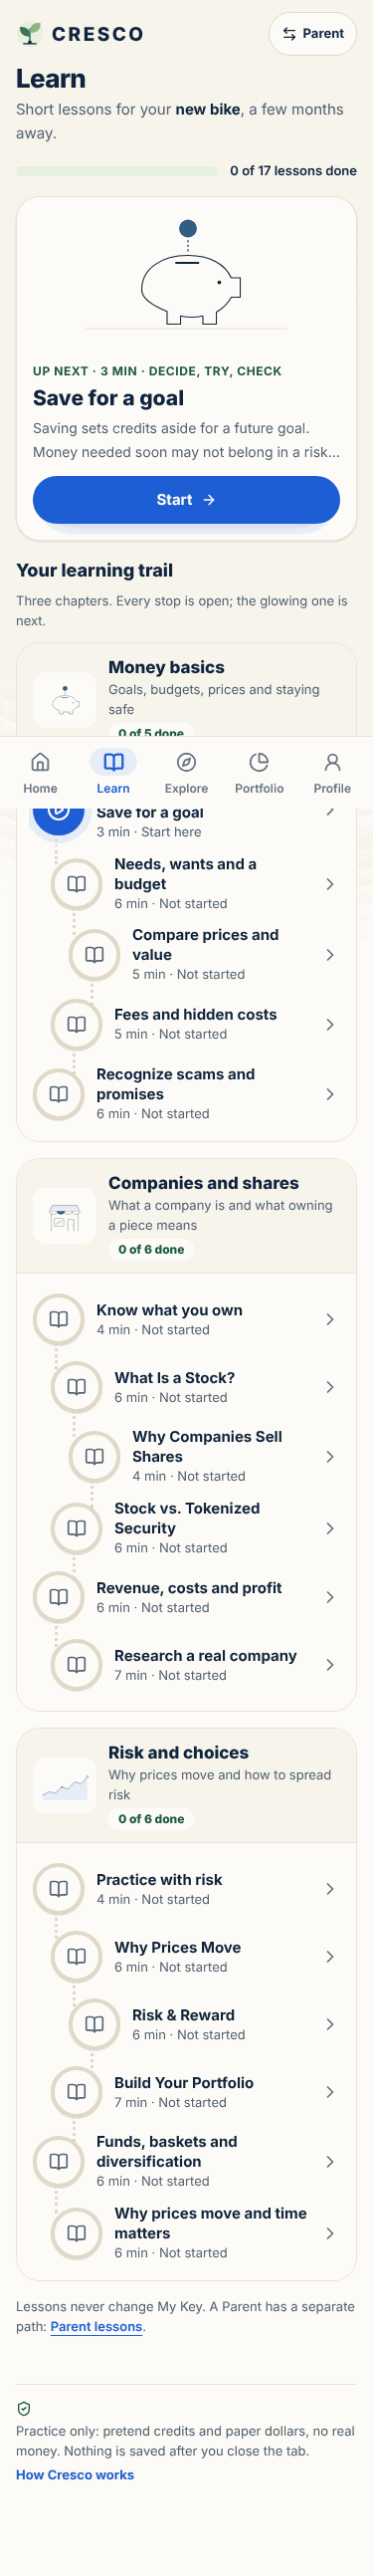 CRESCO
Parent
Learn
Short lessons for your new bike, a few months
away.
0 of 17 lessons done
UP NEXT · 3 MIN · DECIDE, TRY, CHECK
Save for a goal
Saving sets credits aside for a future goal.
Money needed soon may not belong in a risk...
Start
Your learning trail
Three chapters. Every stop is open; the glowing one is
next.
Money basics
Goals, budgets, prices and staying
safe
0 of 5 done
Home
Learn
Explore
Portfolio
Profile
Save for a goal
3 min · Start here
Needs, wants and a
budget
6 min · Not started
Compare prices and
value
5 min · Not started
Fees and hidden costs
5 min · Not started
Recognize scams and
promises
6 min · Not started
Companies and shares
What a company is and what owning
a piece means
0 of 6 done
Know what you own
4 min · Not started
What Is a Stock?
6 min · Not started
Why Companies Sell
Shares
4 min · Not started
Stock vs. Tokenized
Security
6 min · Not started
Revenue, costs and profit
6 min · Not started
Research a real company
7 min · Not started
Risk and choices
Why prices move and how to spread
risk
0 of 6 done
Practice with risk
4 min · Not started
Why Prices Move
6 min · Not started
Risk & Reward
6 min · Not started
Build Your Portfolio
7 min · Not started
Funds, baskets and
diversification
6 min · Not started
Why prices move and time
matters
6 min · Not started
Lessons never change My Key. A Parent has a separate
path: Parent lessons.
Practice only: pretend credits and paper dollars, no real
money. Nothing is saved after you close the tab.
How Cresco works